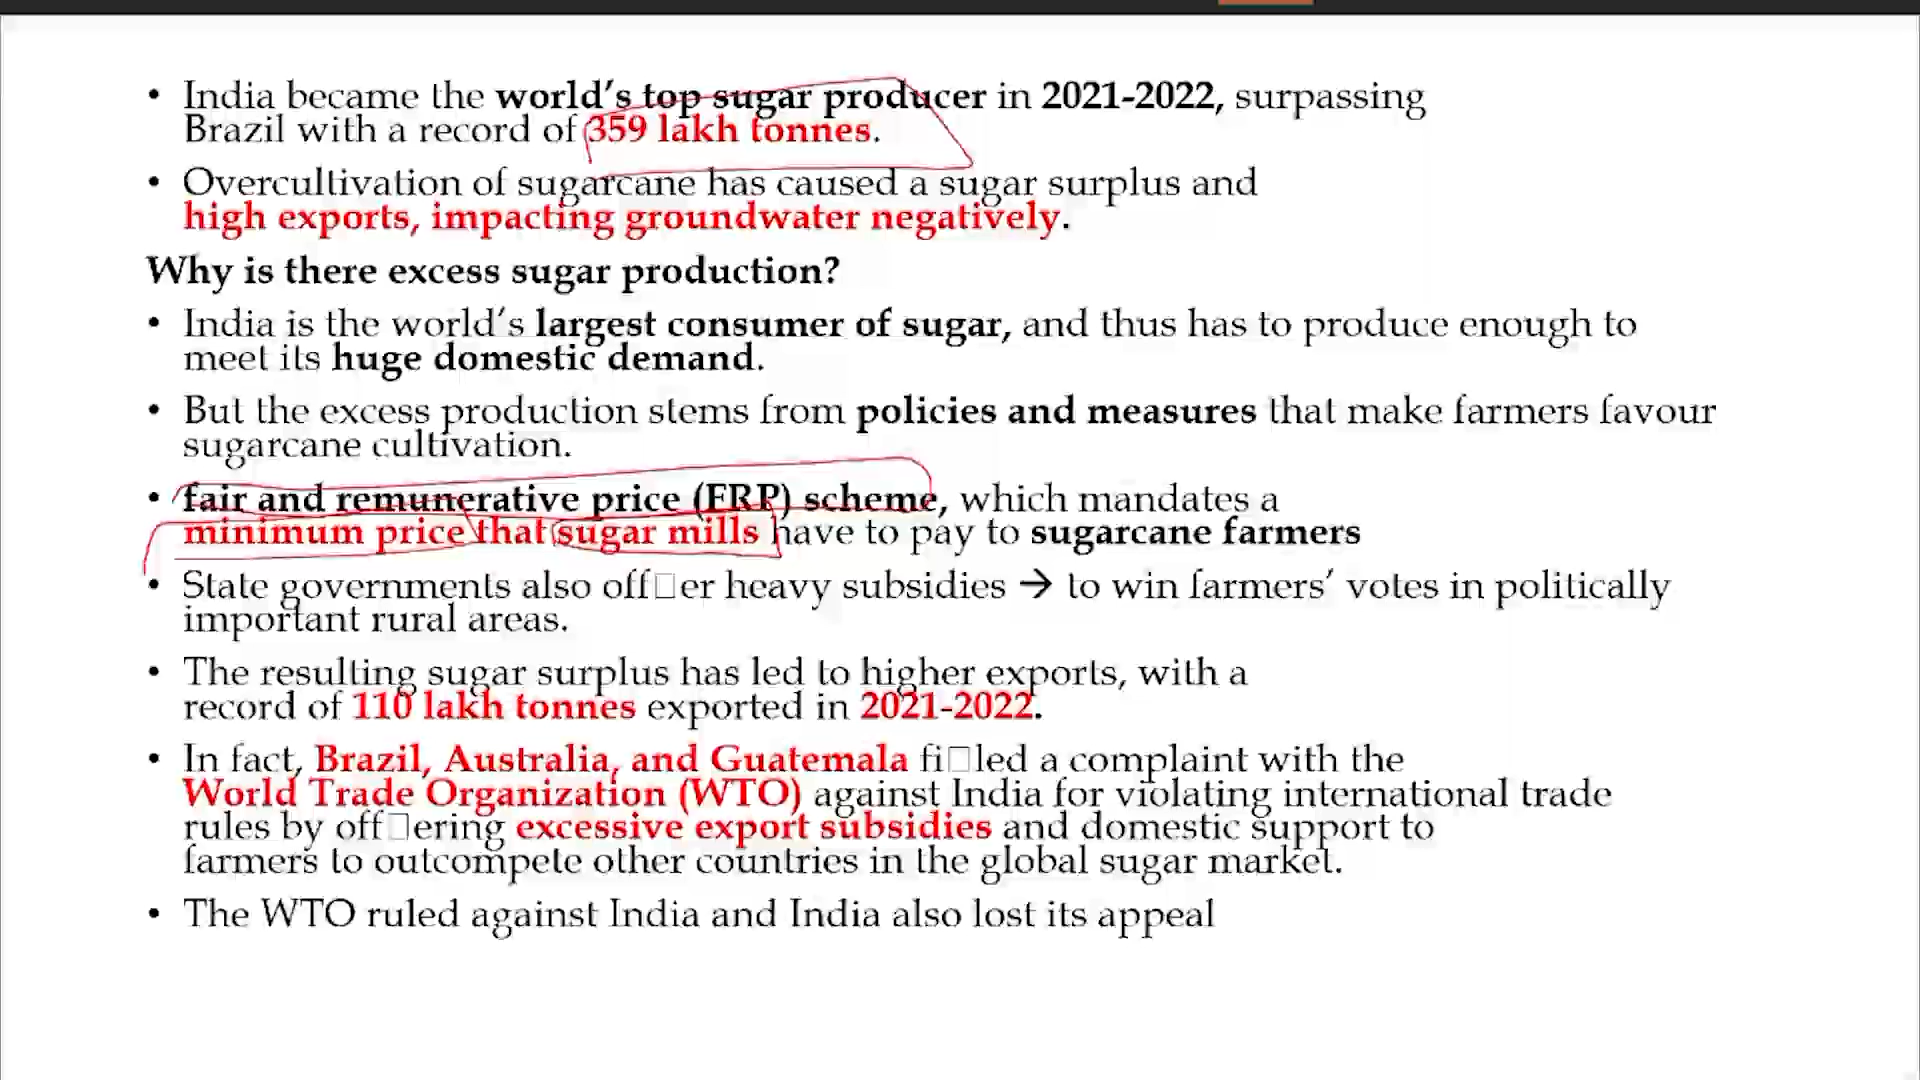 • India became the world's top sugar producer in 2021-2022, surpassing
Brazil with a record of 359 lakh tonnes.
• Overcultivation of sugarcane has caused a sugar surplus and
high exports, impacting groundwater negatively.
Why is there excess sugar production?
• India is the world's largest consumer of sugar, and thus has to produce enough to
meet its huge domestic demand.
• But the excess production stems from policies and measures that make farmers favour
sugarcane cultivation.
• fair and remunerative price (FRP) scheme, which mandates a
minimum price that sugar mills have to pay to sugarcane farmers
• State governments also off□er heavy subsidies → to win farmers' votes in politically
important rural areas.
• The resulting sugar surplus has led to higher exports, with a
record of 110 lakh tonnes exported in 2021-2022.
• In fact, Brazil, Australia, and Guatemala fi□led a complaint with the
World Trade Organization (WTO) against India for violating international trade
rules by off□ering excessive export subsidies and domestic support to
farmers to outcompete other countries in the global sugar market.
• The WTO ruled against India and India also lost its appeal